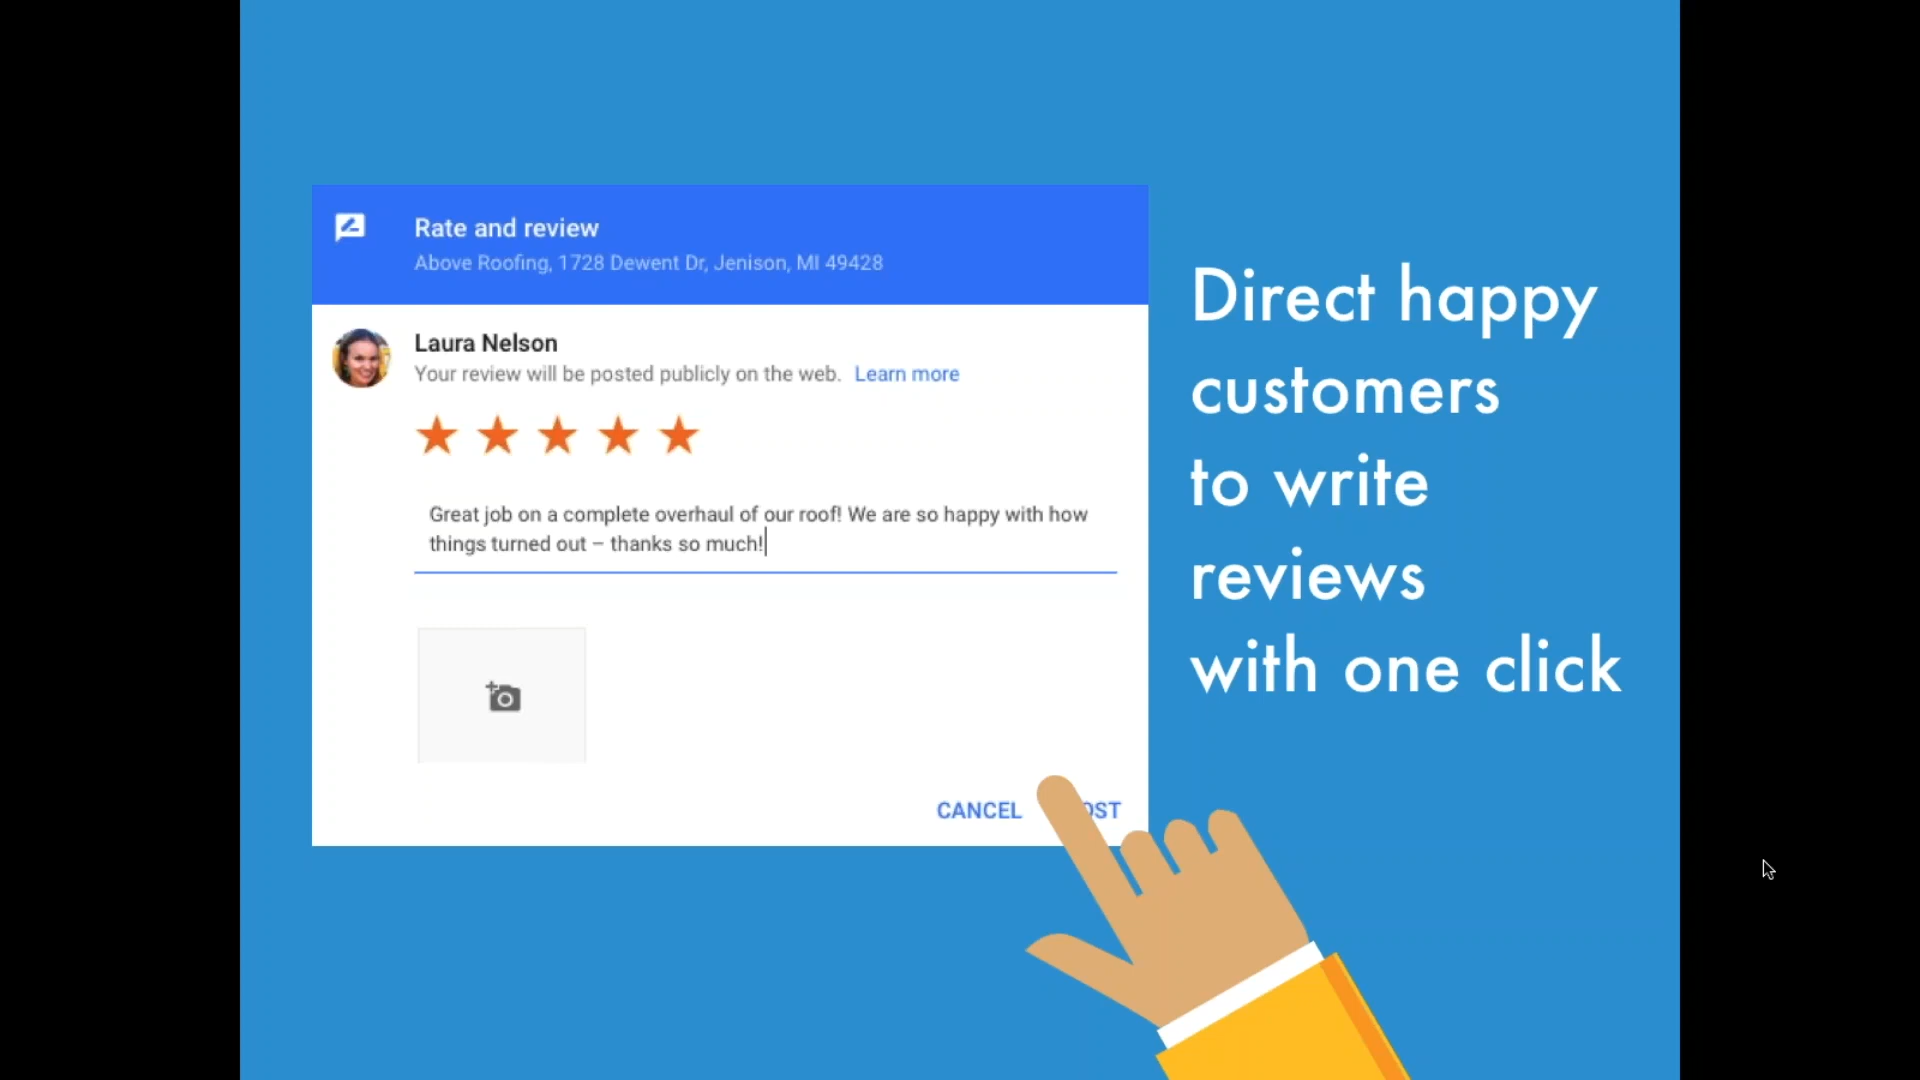 Rate and review
Above Roofing, 1728 Dewent Dr, Jenison, MI 49428
Laura Nelson
Your review will be posted publicly on the web. Learn more
Great job on a complete overhaul of our roof! We are so happy with how
things turned out – thanks so much!
CANCEL
Direct happy
customers
to write
reviews
with one click